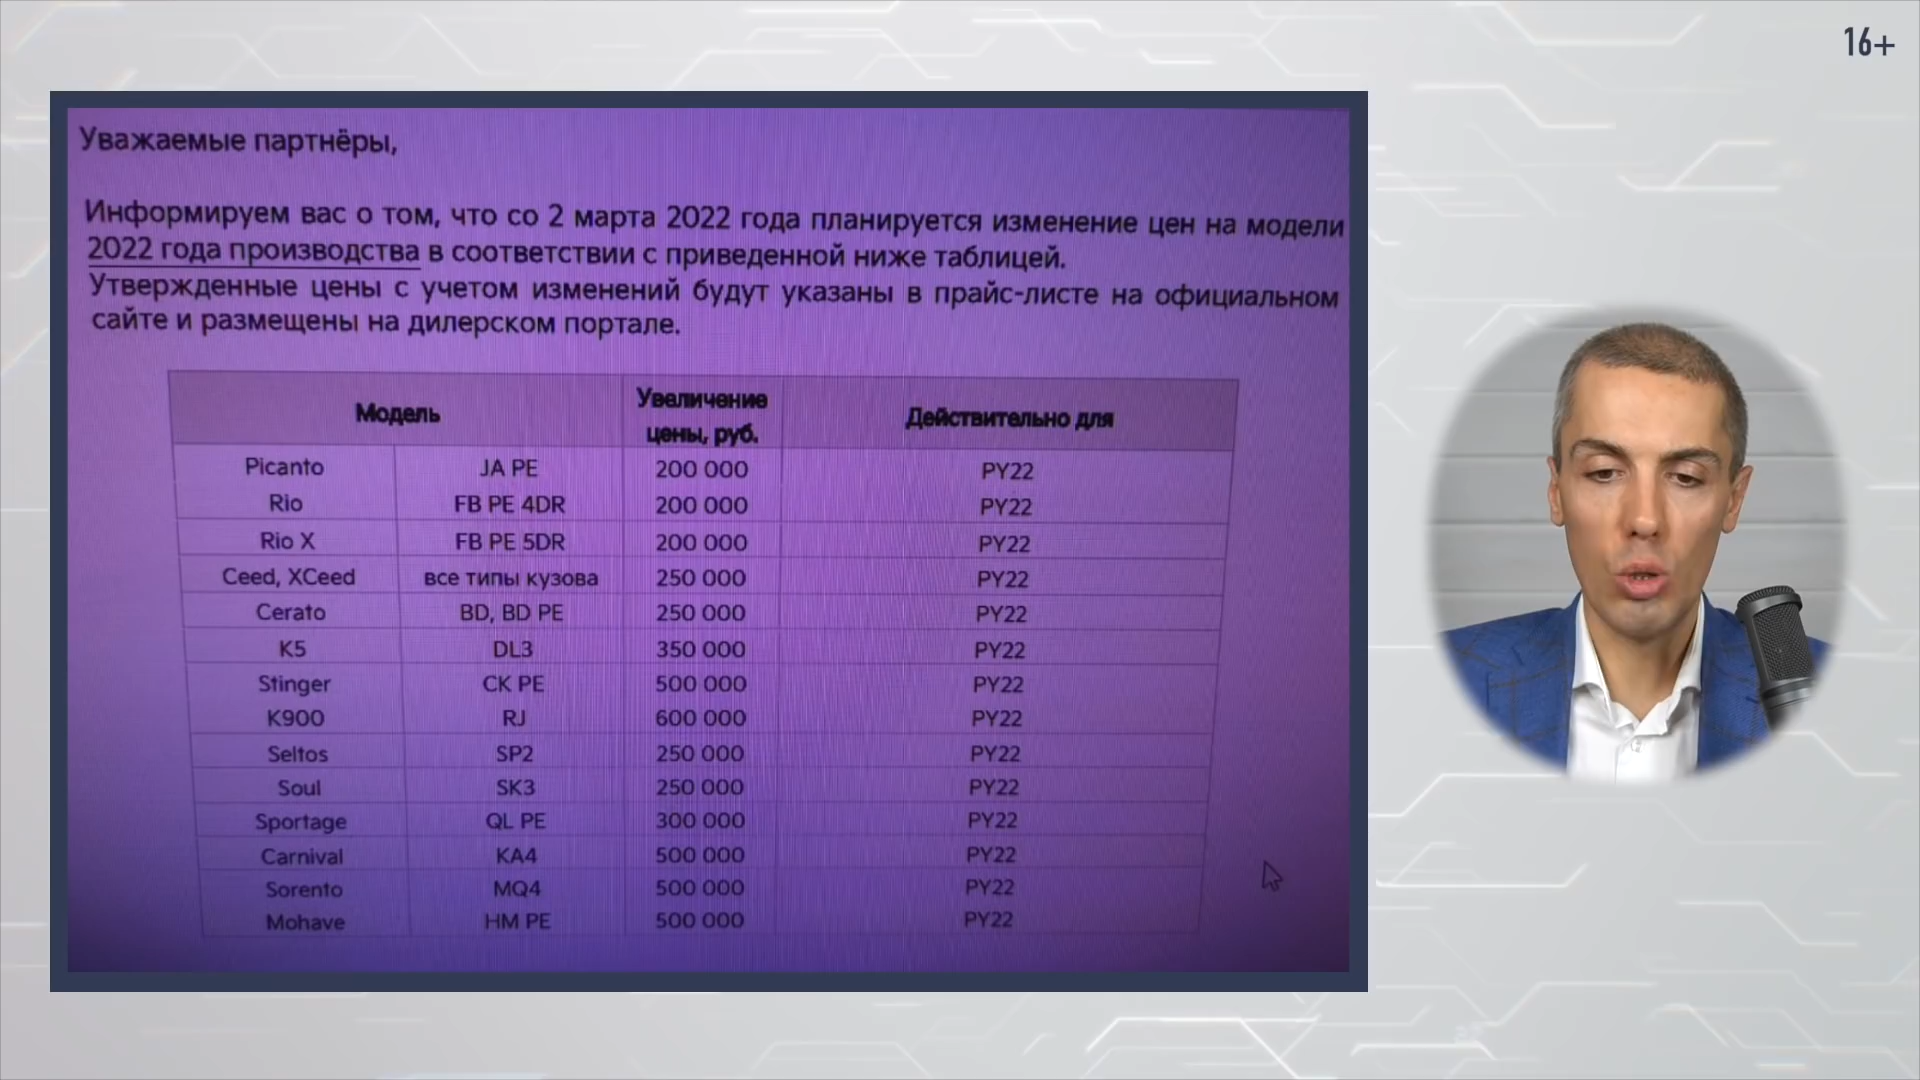 16+
Уважаемые партнёры,
Информируем вас о том, что со 2 марта 2022 года планируется изменение цен на модели
2022 года производства в соответствии с приведенной ниже таблицей.
Утвержденные цены с учетом изменений будут указаны в прайс-листе на официальном
сайте и размещены на дилерском портале.
Модель Увеличение цены, руб. Действительно для
Picanto JA PE 200 000 PY22
Rio FB PE 4DR 200 000 PY22
Rio X FB PE 5DR 200 000 PY22
Ceed, XCeed все типы кузова 250 000 PY22
Cerato BD, BD PE 250 000 PY22
K5 DL3 350 000 PY22
Stinger CK PE 500 000 PY22
K900 RJ 600 000 PY22
Seltos SP2 250 000 PY22
Soul SK3 250 000 PY22
Sportage QL PE 300 000 PY22
Carnival KA4 500 000 PY22
Sorento MQ4 500 000 PY22
Mohave HM PE 500 000 PY22